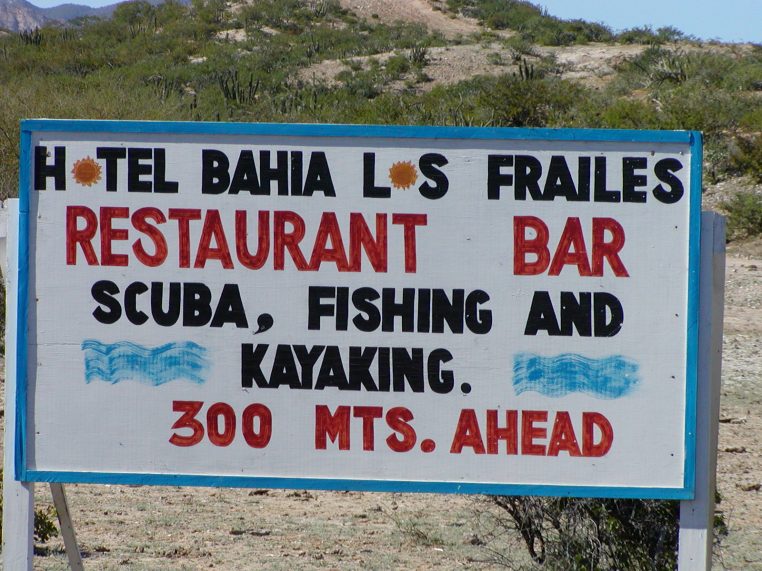 HOTEL BAHIA LOS FRAILES
RESTAURANT BAR
SCUBA, FISHING AND
KAYAKING.
300 MTS. AHEAD